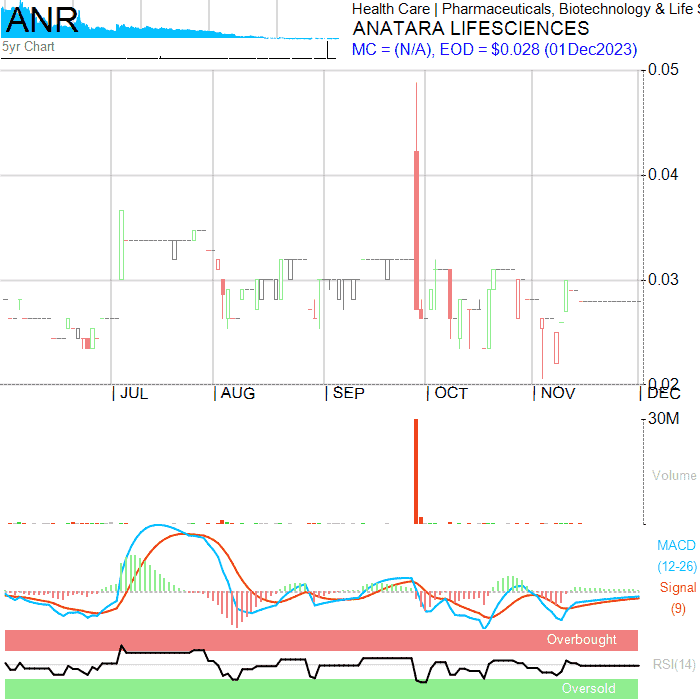 ANR
Health Care | Pharmaceuticals, Biotechnology & Life S
ANATARA LIFESCIENCES
5yr Chart
MC = (N/A), EOD = $0.028 (01Dec2023)
0.05
0.04
0.03
0.02
JUL AUG SEP OCT NOV DEC
30M
Volume
MACD
(12-26)
Signal
(9)
Overbought
RSI(14)
Oversold